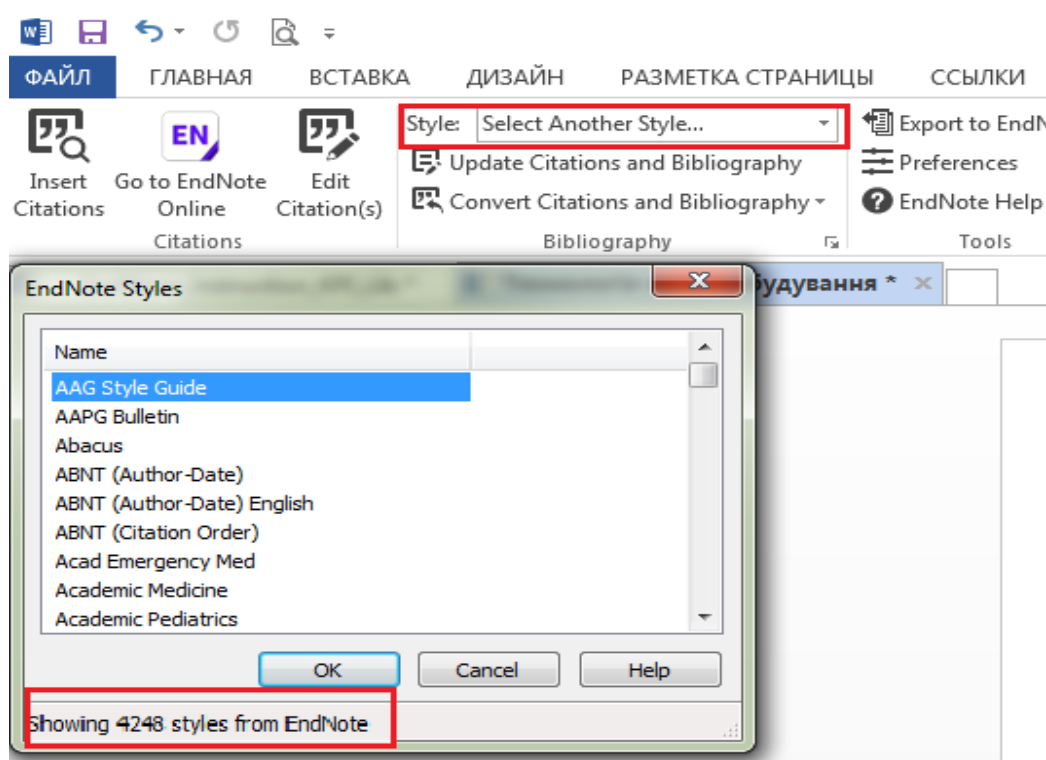 ФАЙЛ ГЛАВНАЯ ВСТАВКА ДИЗАЙН РАЗМЕТКА СТРАНИЦЫ ССЫЛКИ
Insert Citations
EN
Go to EndNote Online
Edit Citation(s)
Citations
Style: Select Another Style...
Update Citations and Bibliography
Convert Citations and Bibliography
Bibliography
Export to EndN
Preferences
EndNote Help
Tools
будування *
EndNote Styles
Name
AAG Style Guide
AAPG Bulletin
Abacus
ABNT (Author-Date)
ABNT (Author-Date) English
ABNT (Citation Order)
Acad Emergency Med
Academic Medicine
Academic Pediatrics
OK Cancel Help
Showing 4248 styles from EndNote